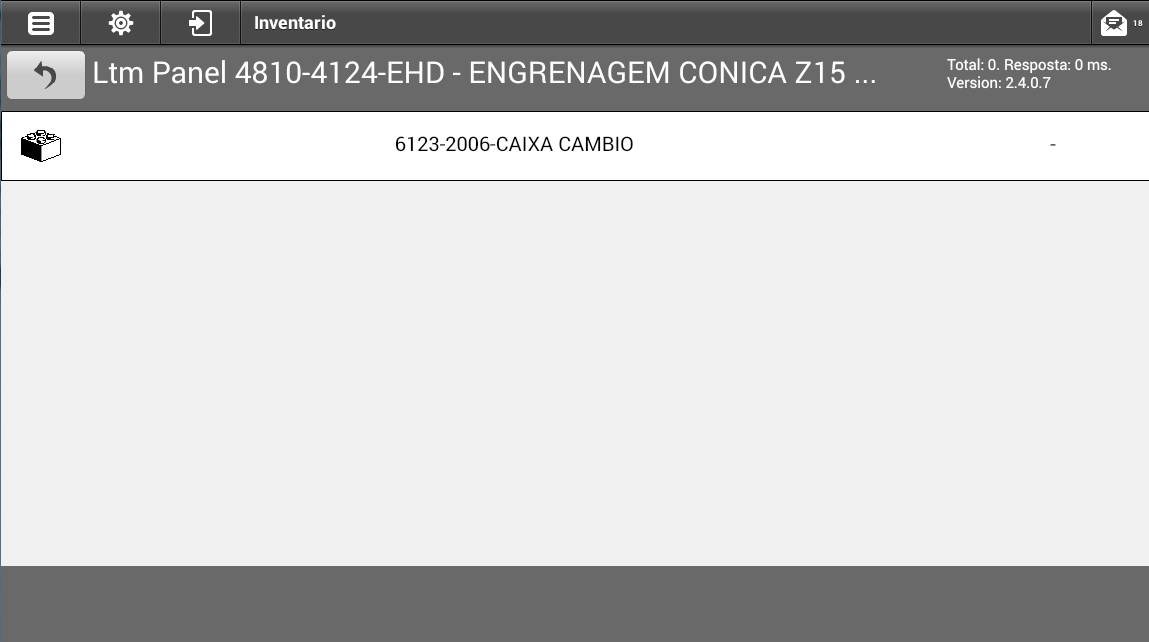 Inventario
18
Ltm Panel 4810-4124-EHD - ENGRENAGEM CONICA Z15 ...
Total: 0. Resposta: 0 ms.
Version: 2.4.0.7
6123-2006-CAIXA CAMBIO
-